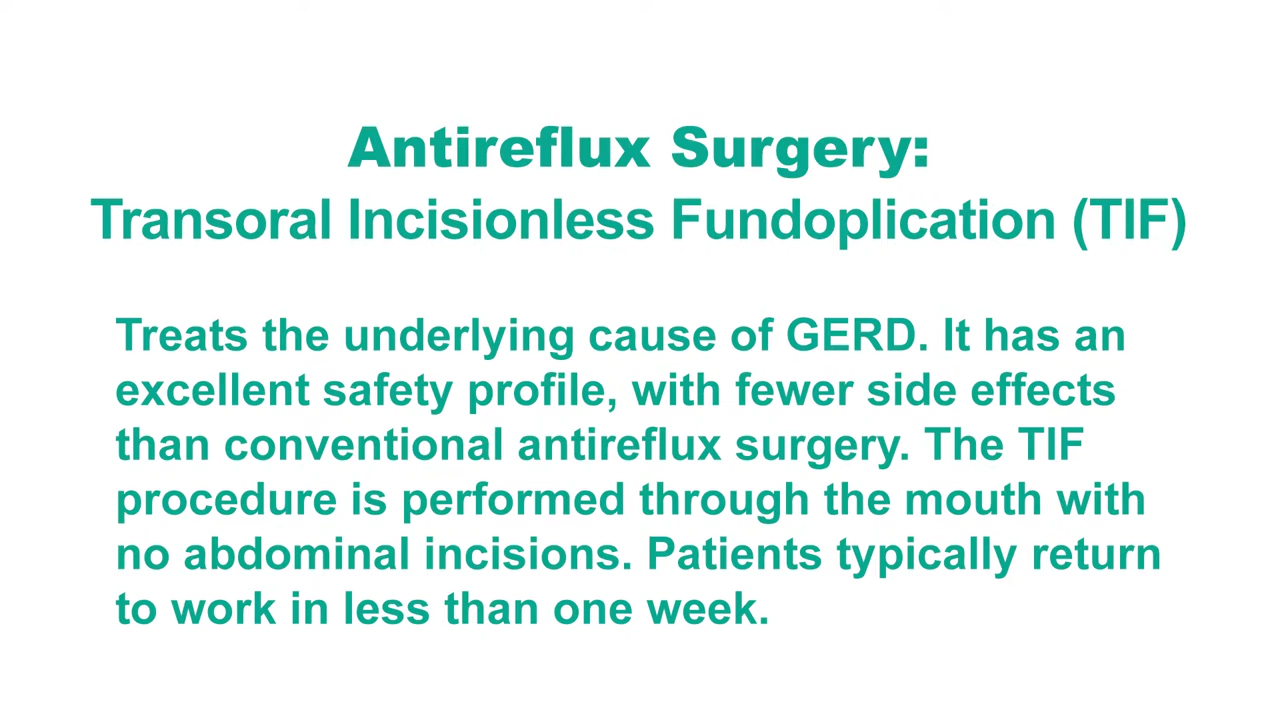 Antireflux Surgery:
Transoral Incisionless Fundoplication (TIF)
Treats the underlying cause of GERD. It has an
excellent safety profile, with fewer side effects
than conventional antireflux surgery. The TIF
procedure is performed through the mouth with
no abdominal incisions. Patients typically return
to work in less than one week.